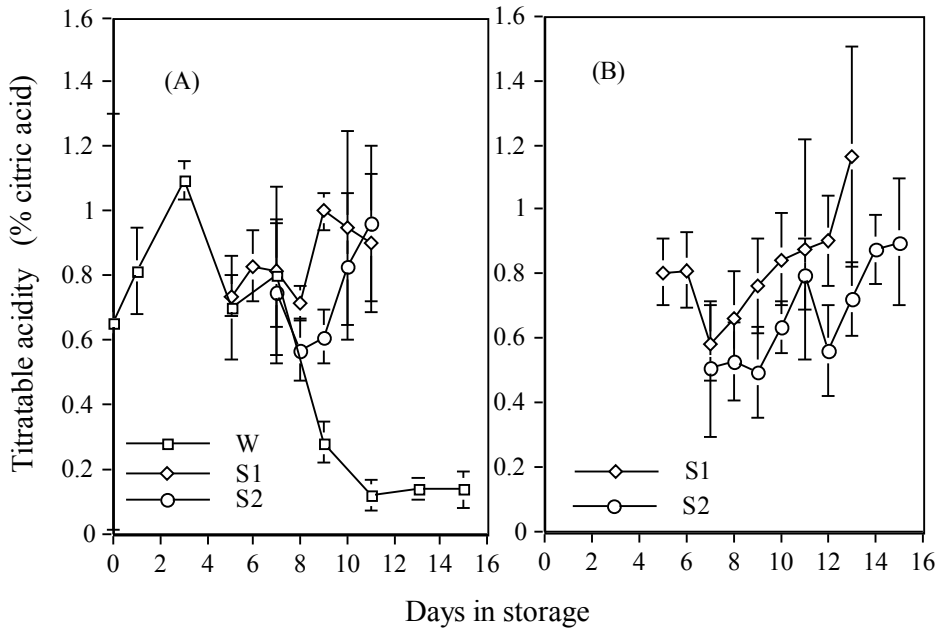 Titratable acidity (% citric acid)
1.6
1.4
1.2
1
0.8
0.6
0.4
0.2
0
(A)
W
S1
S2
0 2 4 6 8 10 12 14 16
1.6
1.4
1.2
1
0.8
0.6
0.4
0.2
0
(B)
S1
S2
0 2 4 6 8 10 12 14 16
Days in storage